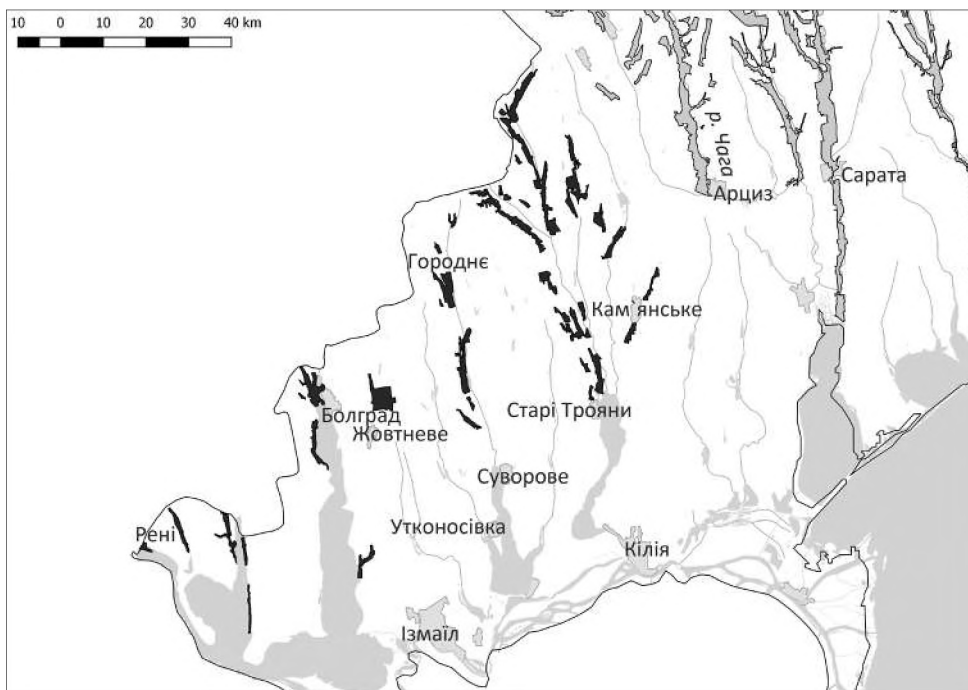 10 0 10 20 30 40 km
р. Чага
Арциз
Сарата
Городнє
Кам`янське
Болград
Жовтневе
Старі Трояни
Суворове
Рені
Утконосівка
Кілія
Ізмаїл